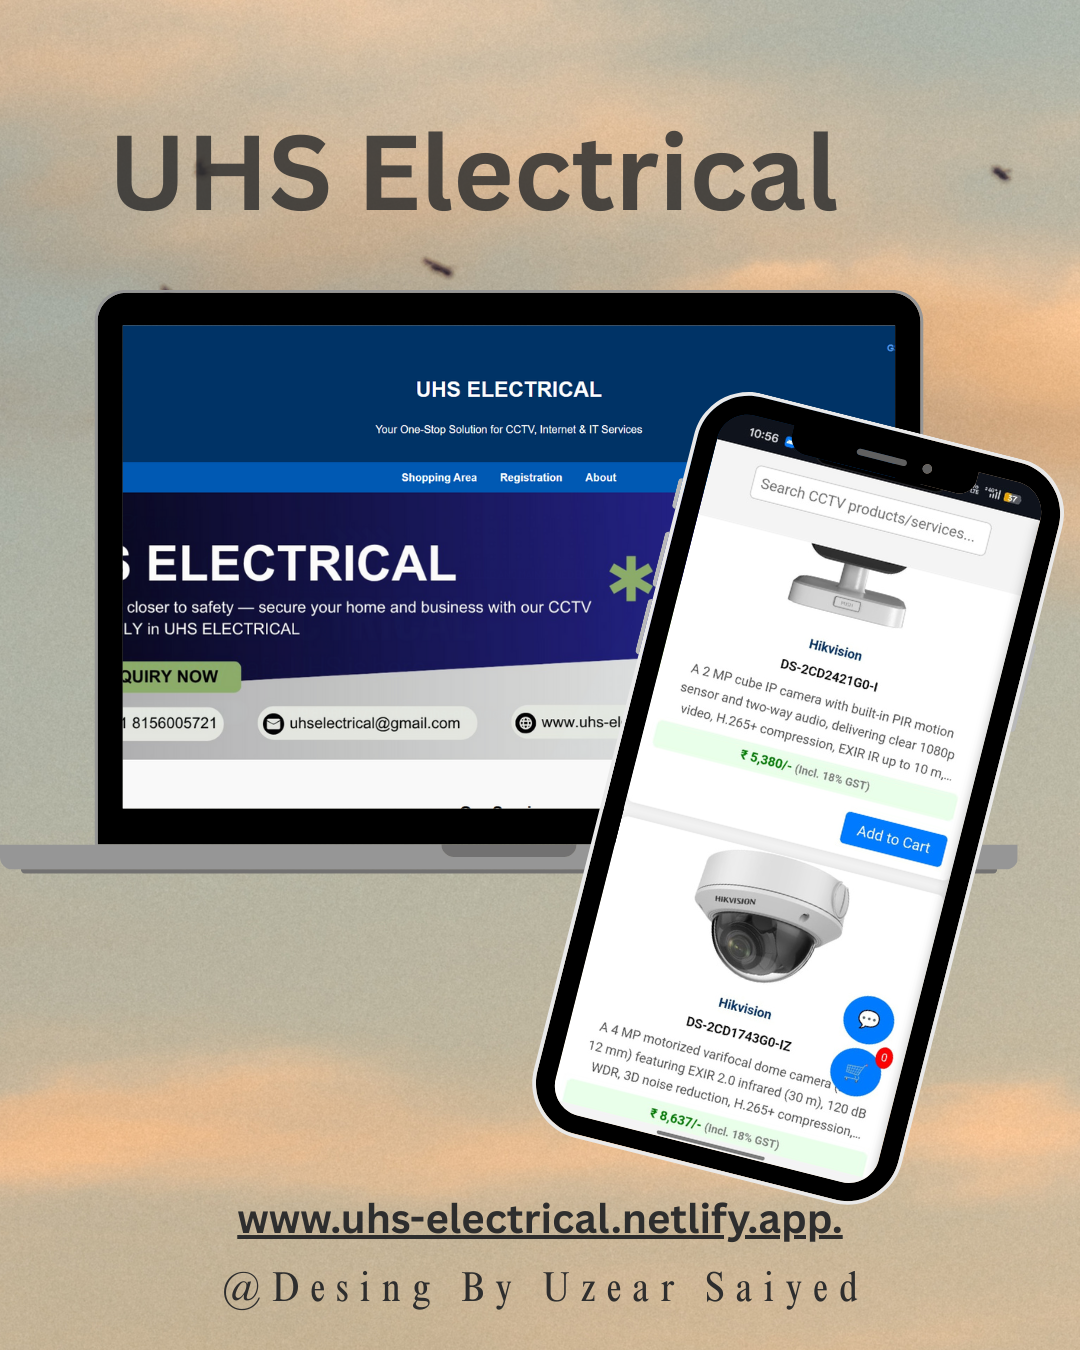 UHS Electrical
G
UHS ELECTRICAL
Your One-Stop Solution for CCTV, Internet & IT Services
Shopping Area Registration About
S ELECTRICAL
closer to safety — secure your home and business with our CCTV
LY in UHS ELECTRICAL
QUIRY NOW
1 8156005721
uhselectrical@gmail.com
www.uhs-el
10:56
57
Search CCTV products/services...
Hikvision
DS-2CD2421G0-I
A 2 MP cube IP camera with built-in PIR motion
sensor and two-way audio, delivering clear 1080p
video, H.265+ compression, EXIR IR up to 10 m,...
₹ 5,380/- (Incl. 18% GST)
Add to Cart
HIKVISION
Hikvision
DS-2CD1743G0-IZ
A 4 MP motorized varifocal dome camera (
12 mm) featuring EXIR 2.0 infrared (30 m), 120 dB
WDR, 3D noise reduction, H.265+ compression,...
0
₹ 8,637/- (Incl. 18% GST)
www.uhs-electrical.netlify.app.
@Desing By Uzear Saiyed